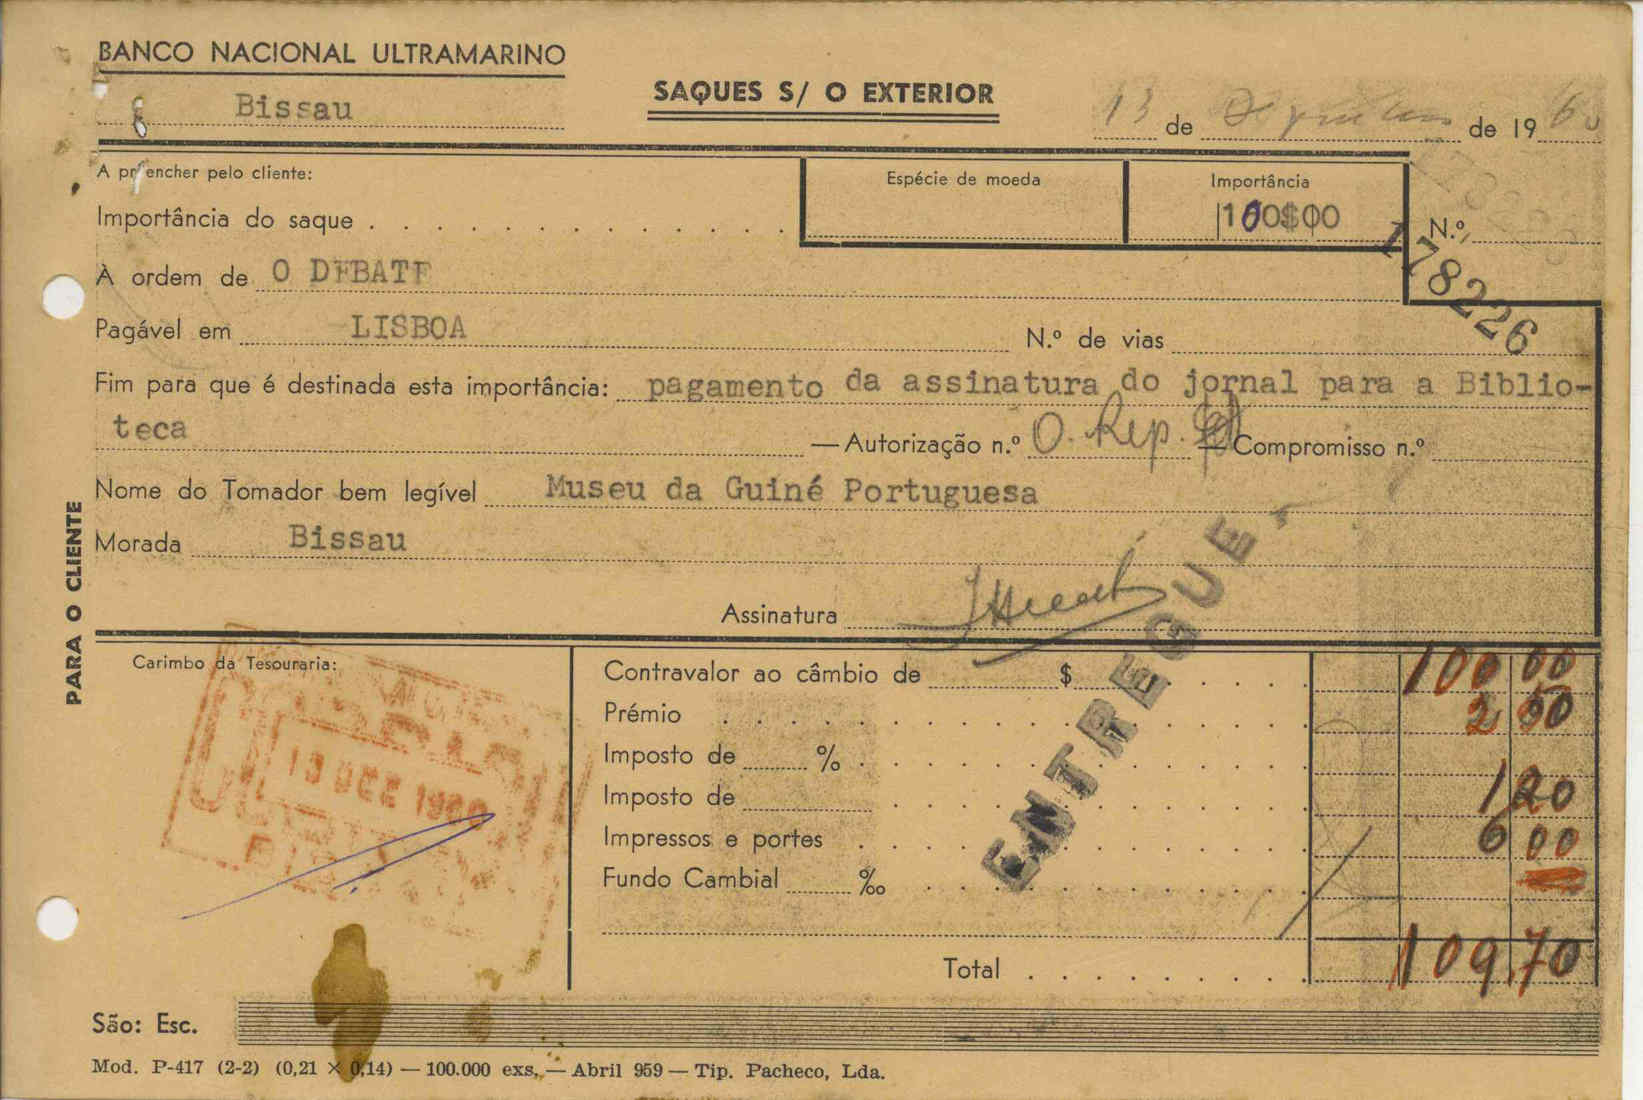 BANCO NACIONAL ULTRAMARINO
Bissau
SAQUES S/ O EXTERIOR
13 de Dezembro de 1960
A preencher pelo cliente:
Espécie de moeda
Importância
Importância do saque
100$00
N.º
178226
À ordem de O DEBATE
Pagável em LISBOA N.º de vias
Fim para que é destinada esta importância: pagamento da assinatura do jornal para a Biblio-
teca — Autorização n.º O. Rep. — Compromisso n.º
Nome do Tomador bem legível Museu da Guiné Portuguesa
Morada Bissau
Assinatura
PARA O CLIENTE
ENTREGUE
Carimbo da Tesouraria:
13 DEZ 1960
Contravalor ao câmbio de $ 100 00
Prémio 2 50
Imposto de %
Imposto de 1 20
Impressos e portes 6 00
Fundo Cambial ‰
Total 109,70
São: Esc.
Mod. P-417 (2-2) (0,21 × 0,14) — 100.000 exs. — Abril 959 — Tip. Pacheco, Lda.